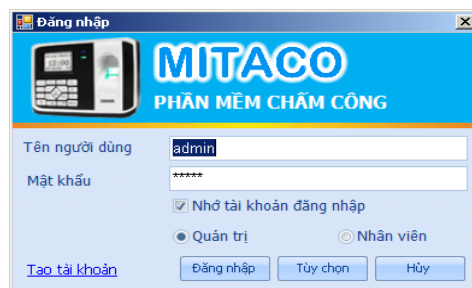 Đăng nhập
MITACO
PHẦN MỀM CHẤM CÔNG
Tên người dùng admin
Mật khẩu *****
Nhớ tài khoản đăng nhập
Quản trị Nhân viên
Tạo tài khoản Đăng nhập Tùy chọn Hủy